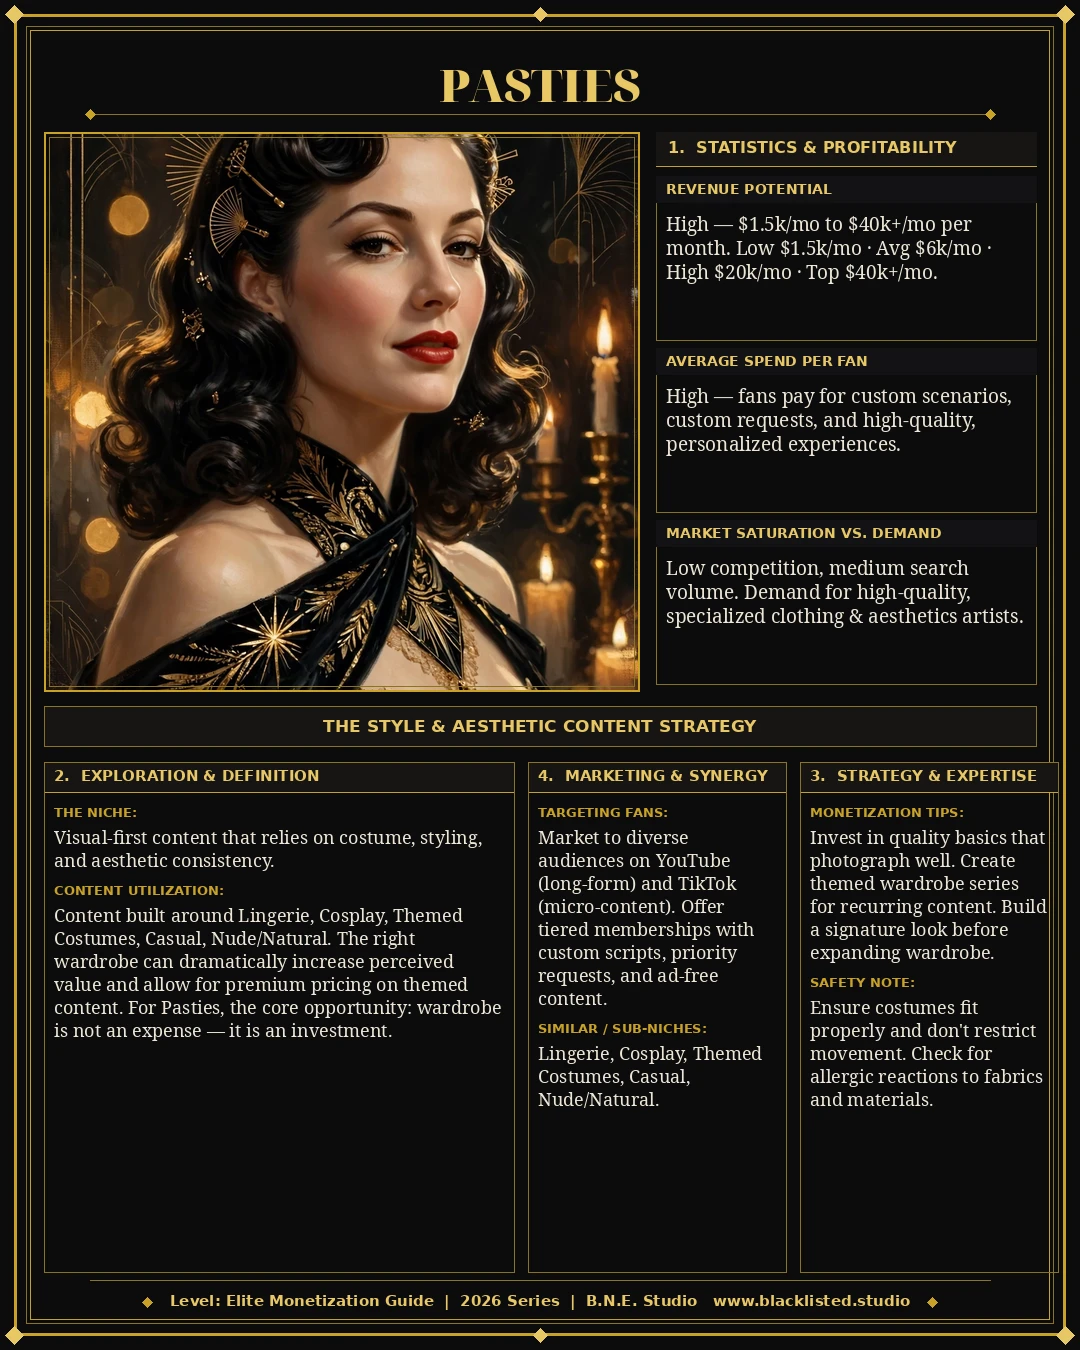 PASTIES
1. STATISTICS & PROFITABILITY
REVENUE POTENTIAL
High — $1.5k/mo to $40k+/mo per
month. Low $1.5k/mo · Avg $6k/mo ·
High $20k/mo · Top $40k+/mo.
AVERAGE SPEND PER FAN
High — fans pay for custom scenarios,
custom requests, and high-quality,
personalized experiences.
MARKET SATURATION VS. DEMAND
Low competition, medium search
volume. Demand for high-quality,
specialized clothing & aesthetics artists.
THE STYLE & AESTHETIC CONTENT STRATEGY
2. EXPLORATION & DEFINITION
THE NICHE:
Visual-first content that relies on costume, styling,
and aesthetic consistency.
CONTENT UTILIZATION:
Content built around Lingerie, Cosplay, Themed
Costumes, Casual, Nude/Natural. The right
wardrobe can dramatically increase perceived
value and allow for premium pricing on themed
content. For Pasties, the core opportunity: wardrobe
is not an expense — it is an investment.
4. MARKETING & SYNERGY
TARGETING FANS:
Market to diverse
audiences on YouTube
(long-form) and TikTok
(micro-content). Offer
tiered memberships with
custom scripts, priority
requests, and ad-free
content.
SIMILAR / SUB-NICHES:
Lingerie, Cosplay, Themed
Costumes, Casual,
Nude/Natural.
3. STRATEGY & EXPERTISE
MONETIZATION TIPS:
Invest in quality basics that
photograph well. Create
themed wardrobe series
for recurring content. Build
a signature look before
expanding wardrobe.
SAFETY NOTE:
Ensure costumes fit
properly and don't restrict
movement. Check for
allergic reactions to fabrics
and materials.
Level: Elite Monetization Guide | 2026 Series | B.N.E. Studio www.blacklisted.studio